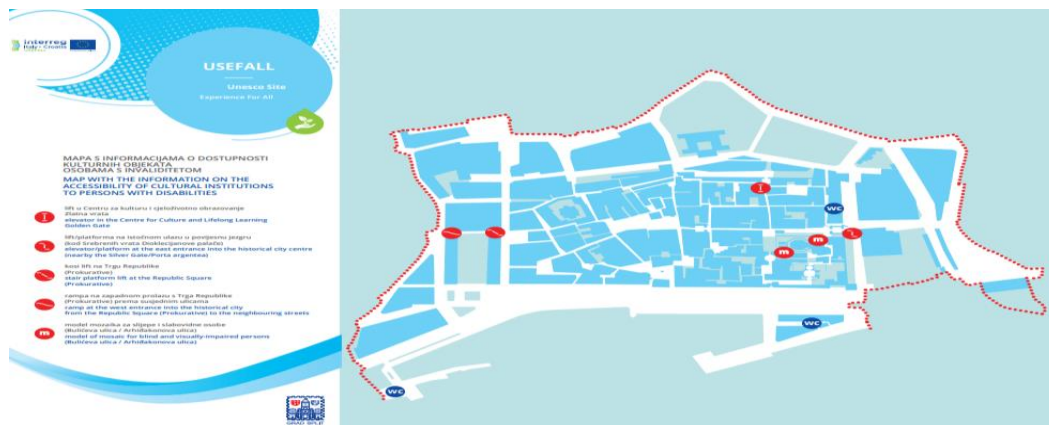 interreg
Italy - Croatia
USEFALL
Unesco Site
Experience For All
MAPA S INFORMACIJAMA O DOSTUPNOSTI
KULTURNIH OBJEKATA
OSOBAMA S INVALIDITETOM
MAP WITH THE INFORMATION ON THE
ACCESSIBILITY OF CULTURAL INSTITUTIONS
TO PERSONS WITH DISABILITIES
lift u Centru za kulturu i cjeloživotno obrazovanje
Zlatna vrata
elevator in the Centre for Culture and Lifelong Learning
Golden Gate
lift/platforma na istočnom ulazu u povijesnu jezgru
(kod Srebrenih vrata Dioklecijanove palače)
elevator/platform at the east entrance into the historical city centre
(nearby the Silver Gate/Porta argentea)
kosi lift na Trgu Republike
(Prokurative)
stair platform lift at the Republic Square
(Prokurative)
rampa na zapadnom prolazu s Trga Republike
(Prokurative) prema susjednim ulicama
ramp at the west entrance into the historical city
from the Republic Square (Prokurative) to the neighbouring streets
m
model mozaika za slijepe i slabovidne osobe
(Bulićeva ulica / Arhiđakonova ulica)
model of mosaic for blind and visually-impaired persons
(Bulićeva ulica / Arhiđakonova ulica)
GRAD SPLIT
WC
m
m
WC
WC